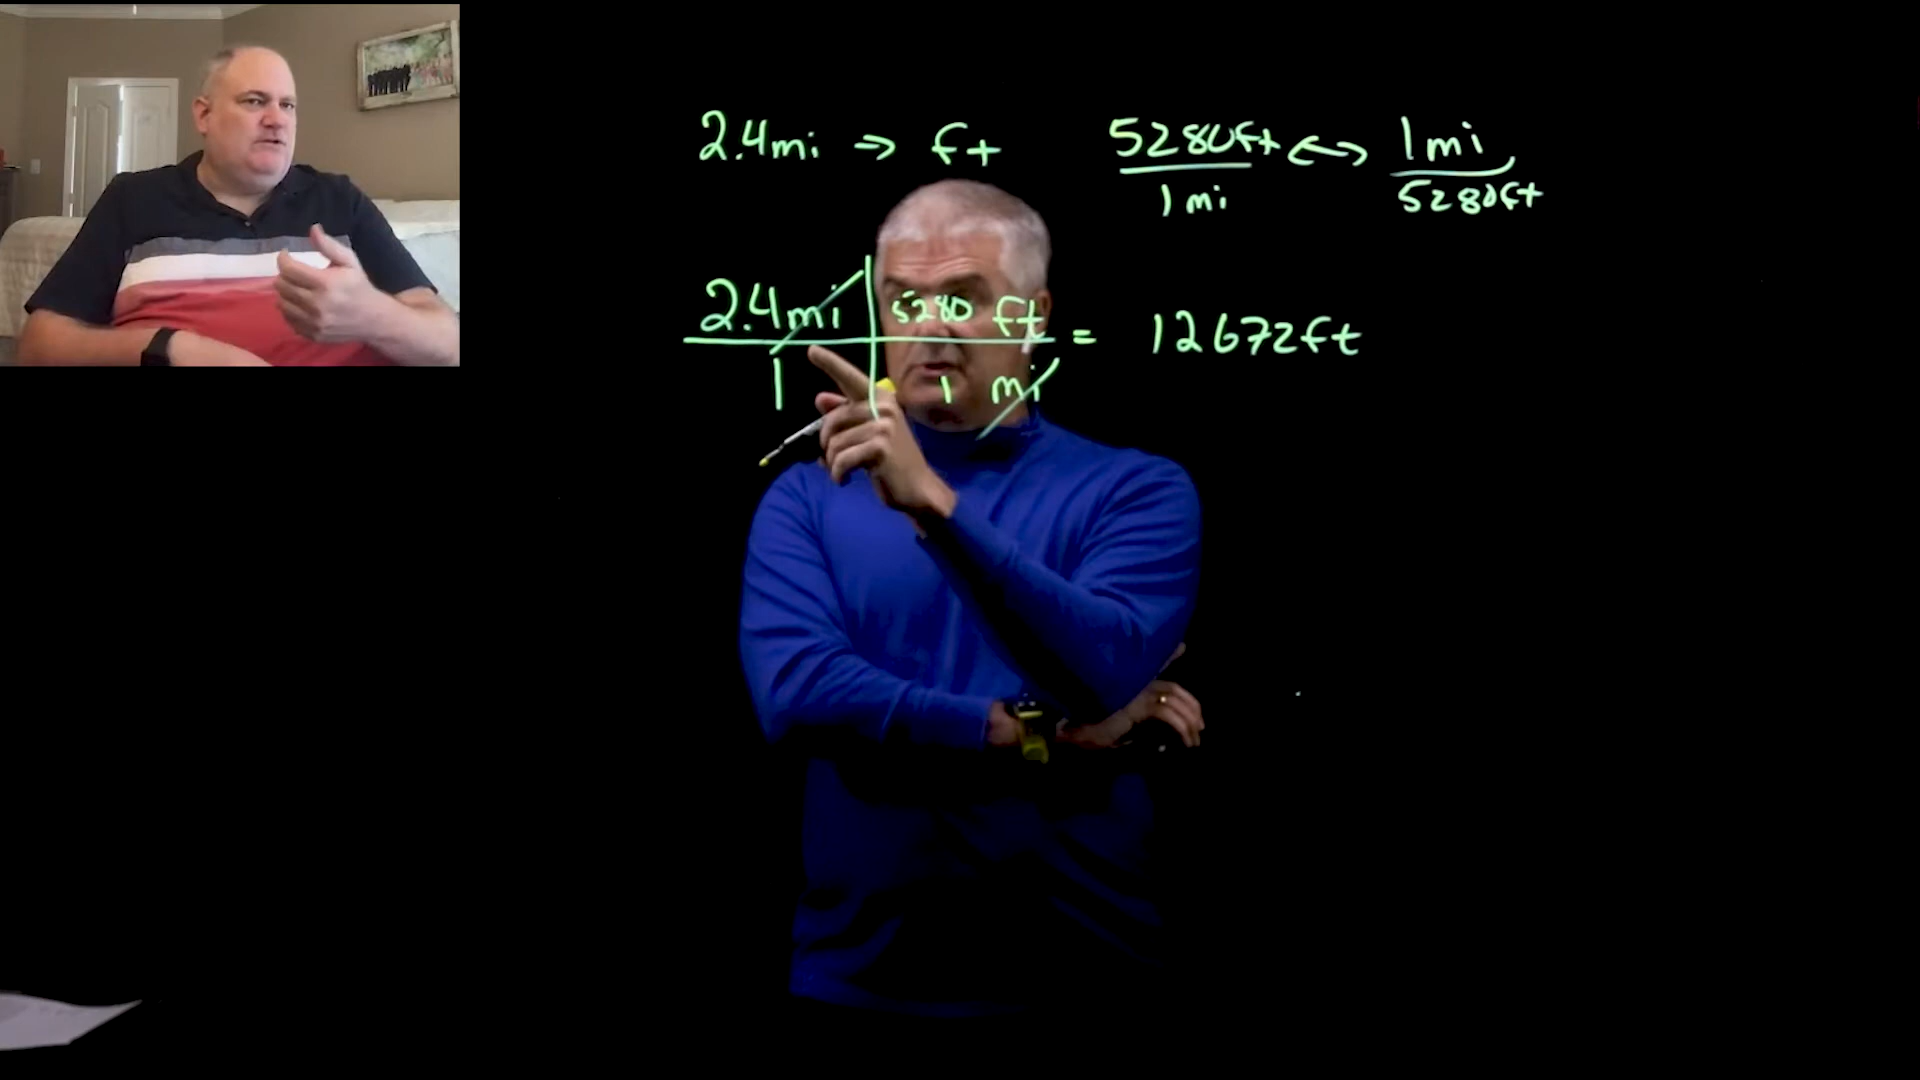 2.4mi → ft 5280ft/1mi ↔ 1mi/5280ft
2.4mi/1 | 5280 ft/1 mi = 12672ft